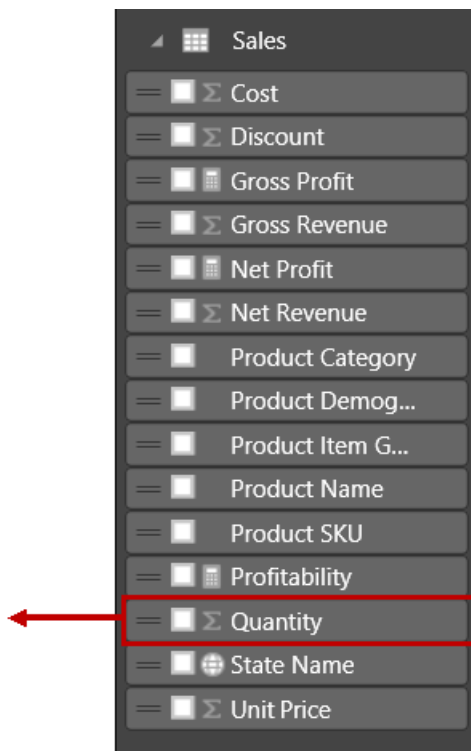 Sales
Cost
Discount
Gross Profit
Gross Revenue
Net Profit
Net Revenue
Product Category
Product Demog...
Product Item G...
Product Name
Product SKU
Profitability
Quantity
State Name
Unit Price